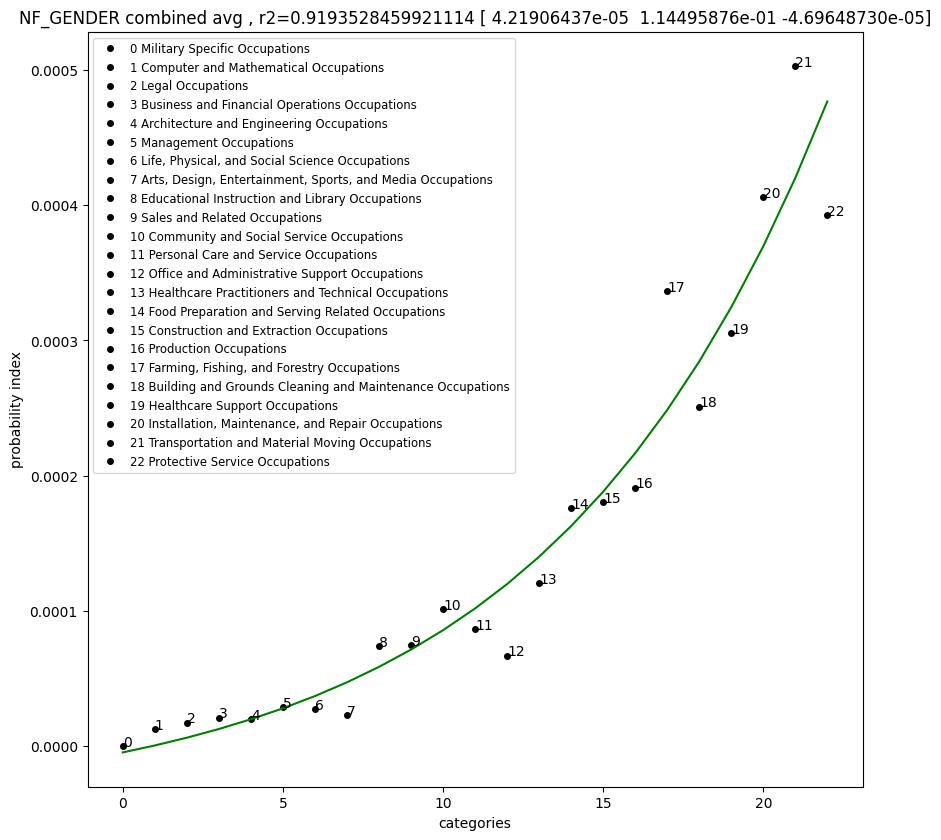 NF_GENDER combined avg , r2=0.9193528459921114 [ 4.21906437e-05  1.14495876e-01 -4.69648730e-05]
0 Military Specific Occupations
1 Computer and Mathematical Occupations
2 Legal Occupations
3 Business and Financial Operations Occupations
4 Architecture and Engineering Occupations
5 Management Occupations
6 Life, Physical, and Social Science Occupations
7 Arts, Design, Entertainment, Sports, and Media Occupations
8 Educational Instruction and Library Occupations
9 Sales and Related Occupations
10 Community and Social Service Occupations
11 Personal Care and Service Occupations
12 Office and Administrative Support Occupations
13 Healthcare Practitioners and Technical Occupations
14 Food Preparation and Serving Related Occupations
15 Construction and Extraction Occupations
16 Production Occupations
17 Farming, Fishing, and Forestry Occupations
18 Building and Grounds Cleaning and Maintenance Occupations
19 Healthcare Support Occupations
20 Installation, Maintenance, and Repair Occupations
21 Transportation and Material Moving Occupations
22 Protective Service Occupations
probability index
0.0005
0.0004
0.0003
0.0002
0.0001
0.0000
0
1
2
3
4
5
6
7
8
9
10
11
12
13
14
15
16
17
18
19
20
21
22
0
5
10
15
20
categories